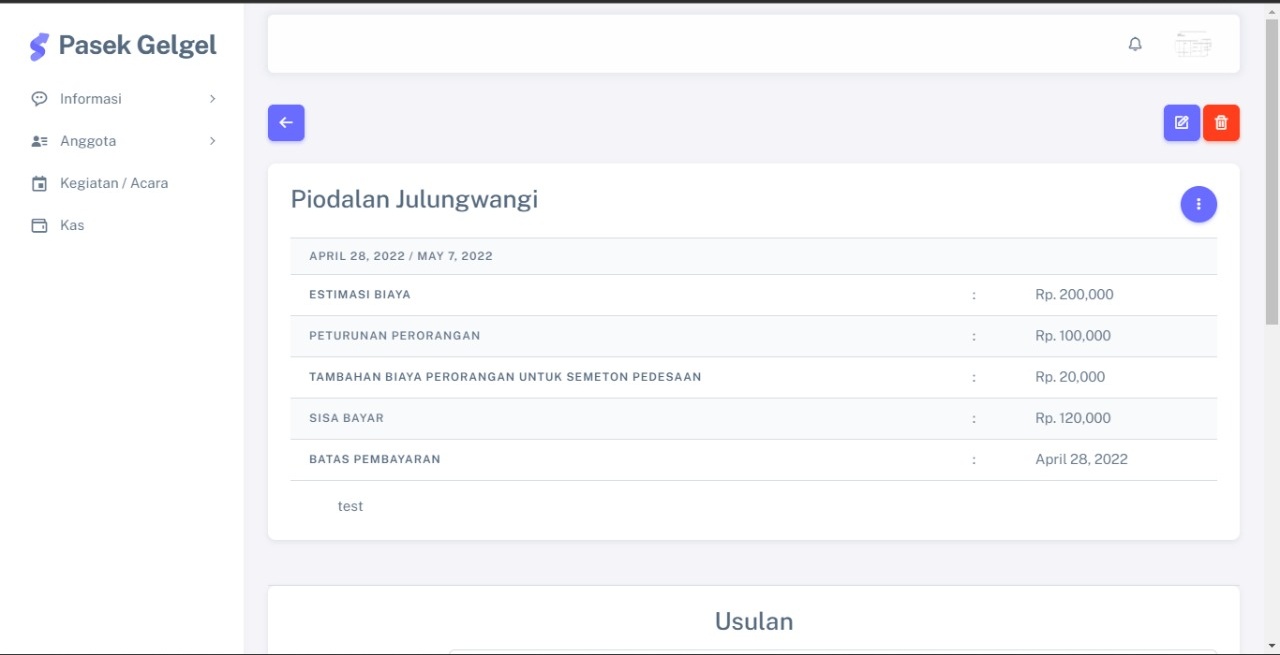 Pasek Gelgel
Informasi
Anggota
Kegiatan / Acara
Kas
Piodalan Julungwangi
APRIL 28, 2022 / MAY 7, 2022
ESTIMASI BIAYA : Rp. 200,000
PETURUNAN PERORANGAN : Rp. 100,000
TAMBAHAN BIAYA PERORANGAN UNTUK SEMETON PEDESAAN : Rp. 20,000
SISA BAYAR : Rp. 120,000
BATAS PEMBAYARAN : April 28, 2022
test
Usulan